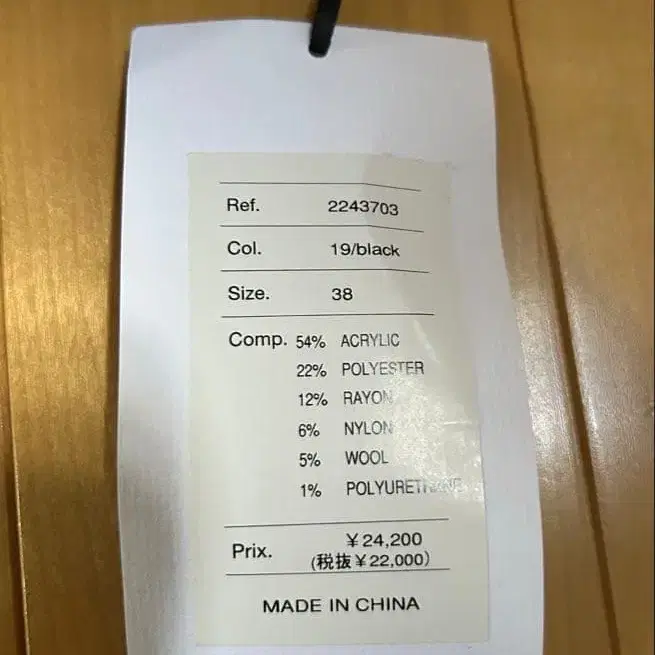 Ref. 2243703
Col. 19/black
Size. 38
Comp. 54% ACRYLIC
22% POLYESTER
12% RAYON
6% NYLON
5% WOOL
1% POLYURETHANE
Prix. ¥24,200
(税抜¥22,000)
MADE IN CHINA